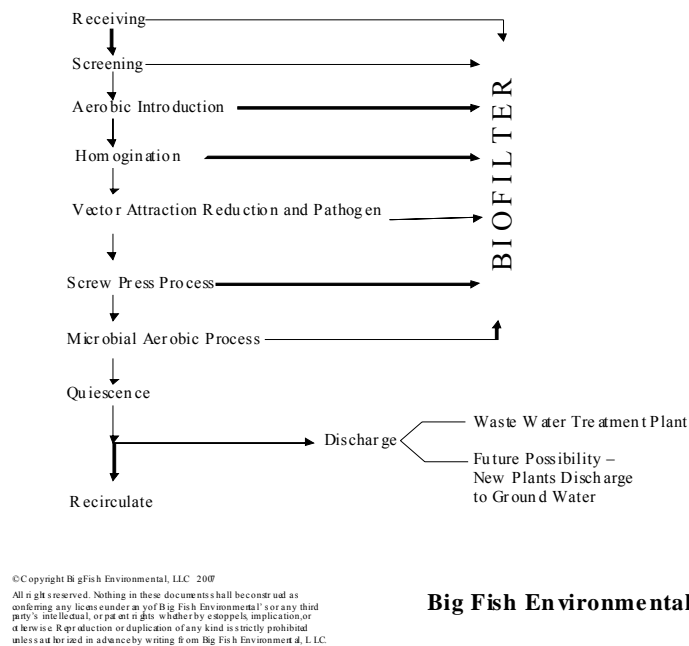 Receiving
Screening
Aerobic Introduction
Homogination
Vector Attraction Reduction and Pathogen
Screw Press Process
Microbial Aerobic Process
Quiescence
Recirculate
BIOFILTER
Discharge
Waste Water Treatment Plant
Future Possibility –
New Plants Discharge
to Ground Water
©Copyright BigFish Environmental, LLC 2007
All rights reserved. Nothing in these documents shall be construed as
conferring any license under any of Big Fish Environmental's or any third
party's intellectual, or patent rights whether by estoppels, implication, or
otherwise. Reproduction or duplication of any kind is strictly prohibited
unless authorized in advance by writing from Big Fish Environmental, LLC.
Big Fish Environmental